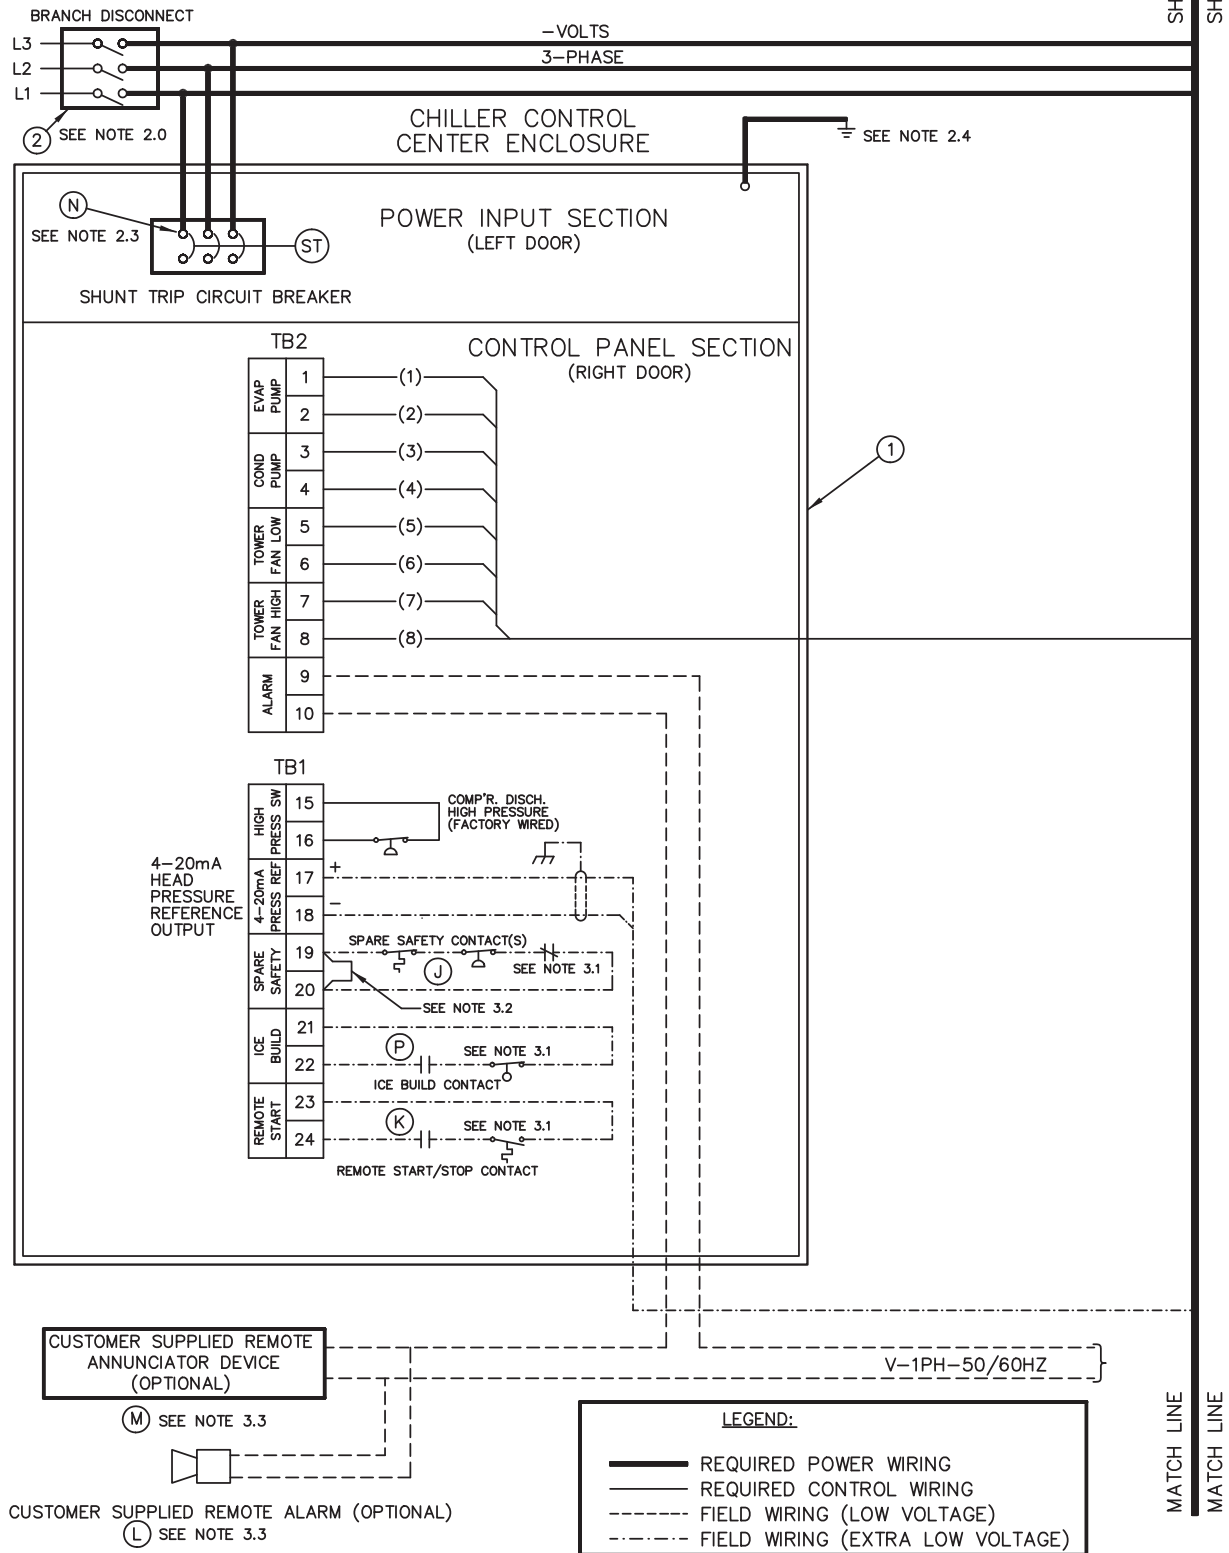 BRANCH DISCONNECT
L3
L2
L1
-VOLTS
3-PHASE
SH
SH
2
SEE NOTE 2.0
CHILLER CONTROL
CENTER ENCLOSURE
SEE NOTE 2.4
N
SEE NOTE 2.3
POWER INPUT SECTION
(LEFT DOOR)
ST
SHUNT TRIP CIRCUIT BREAKER
TB2
CONTROL PANEL SECTION
(RIGHT DOOR)
EVAP
PUMP
1
(1)
2
(2)
COND
PUMP
3
(3)
4
(4)
TOWER
FAN LOW
5
(5)
6
(6)
TOWER
FAN HIGH
7
(7)
8
(8)
ALARM
9
10
1
TB1
HIGH
PRESS SW
15
16
COMP'R. DISCH.
HIGH PRESSURE
(FACTORY WIRED)
4-20mA
HEAD
PRESSURE
REFERENCE
OUTPUT
4-20mA
PRESS REF
17
+
18
-
SPARE
SAFETY
19
20
SPARE SAFETY CONTACT(S)
J
SEE NOTE 3.1
SEE NOTE 3.2
ICE
BUILD
21
22
P
SEE NOTE 3.1
ICE BUILD CONTACT
REMOTE
START
23
24
K
SEE NOTE 3.1
REMOTE START/STOP CONTACT
CUSTOMER SUPPLIED REMOTE
ANNUNCIATOR DEVICE
(OPTIONAL)
M SEE NOTE 3.3
V-1PH-50/60HZ
CUSTOMER SUPPLIED REMOTE ALARM (OPTIONAL)
L SEE NOTE 3.3
LEGEND:
REQUIRED POWER WIRING
REQUIRED CONTROL WIRING
FIELD WIRING (LOW VOLTAGE)
FIELD WIRING (EXTRA LOW VOLTAGE)
MATCH LINE
MATCH LINE